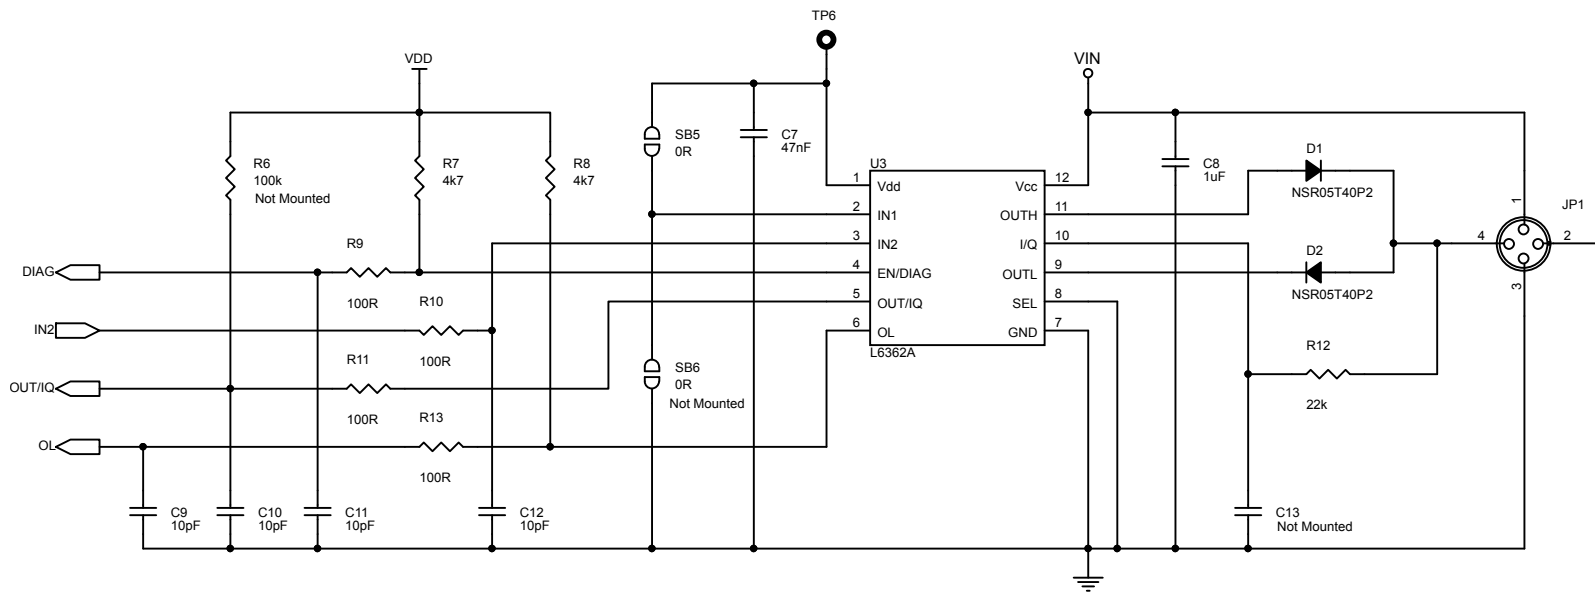 TP6
VDD
VIN
R6
100k
Not Mounted
R7
4k7
R8
4k7
SB5
0R
C7
47nF
U3
C8
1uF
D1
NSR05T40P2
JP1
1
Vdd
Vcc
12
2
IN1
OUTH
11
3
IN2
I/Q
10
4
EN/DIAG
OUTL
9
5
OUT/IQ
SEL
8
6
OL
GND
7
L6362A
D2
NSR05T40P2
1
4
2
3
DIAG
R9
100R
IN2
R10
100R
OUT/IQ
R11
100R
OL
R13
100R
SB6
0R
Not Mounted
R12
22k
C9
10pF
C10
10pF
C11
10pF
C12
10pF
C13
Not Mounted